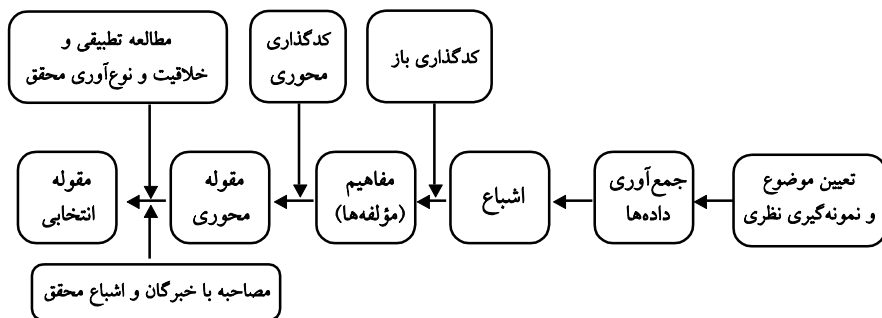 مطالعه تطبیقی و
خلاقیت و نوع‌آوری محقق
کدگذاری
محوری
کدگذاری باز
تعیین موضوع
و نمونه‌گیری نظری
جمع‌آوری
داده‌ها
اشباع
مفاهیم
(مؤلفه‌ها)
مقوله
محوری
مقوله
انتخابی
مصاحبه با خبرگان و اشباع محقق